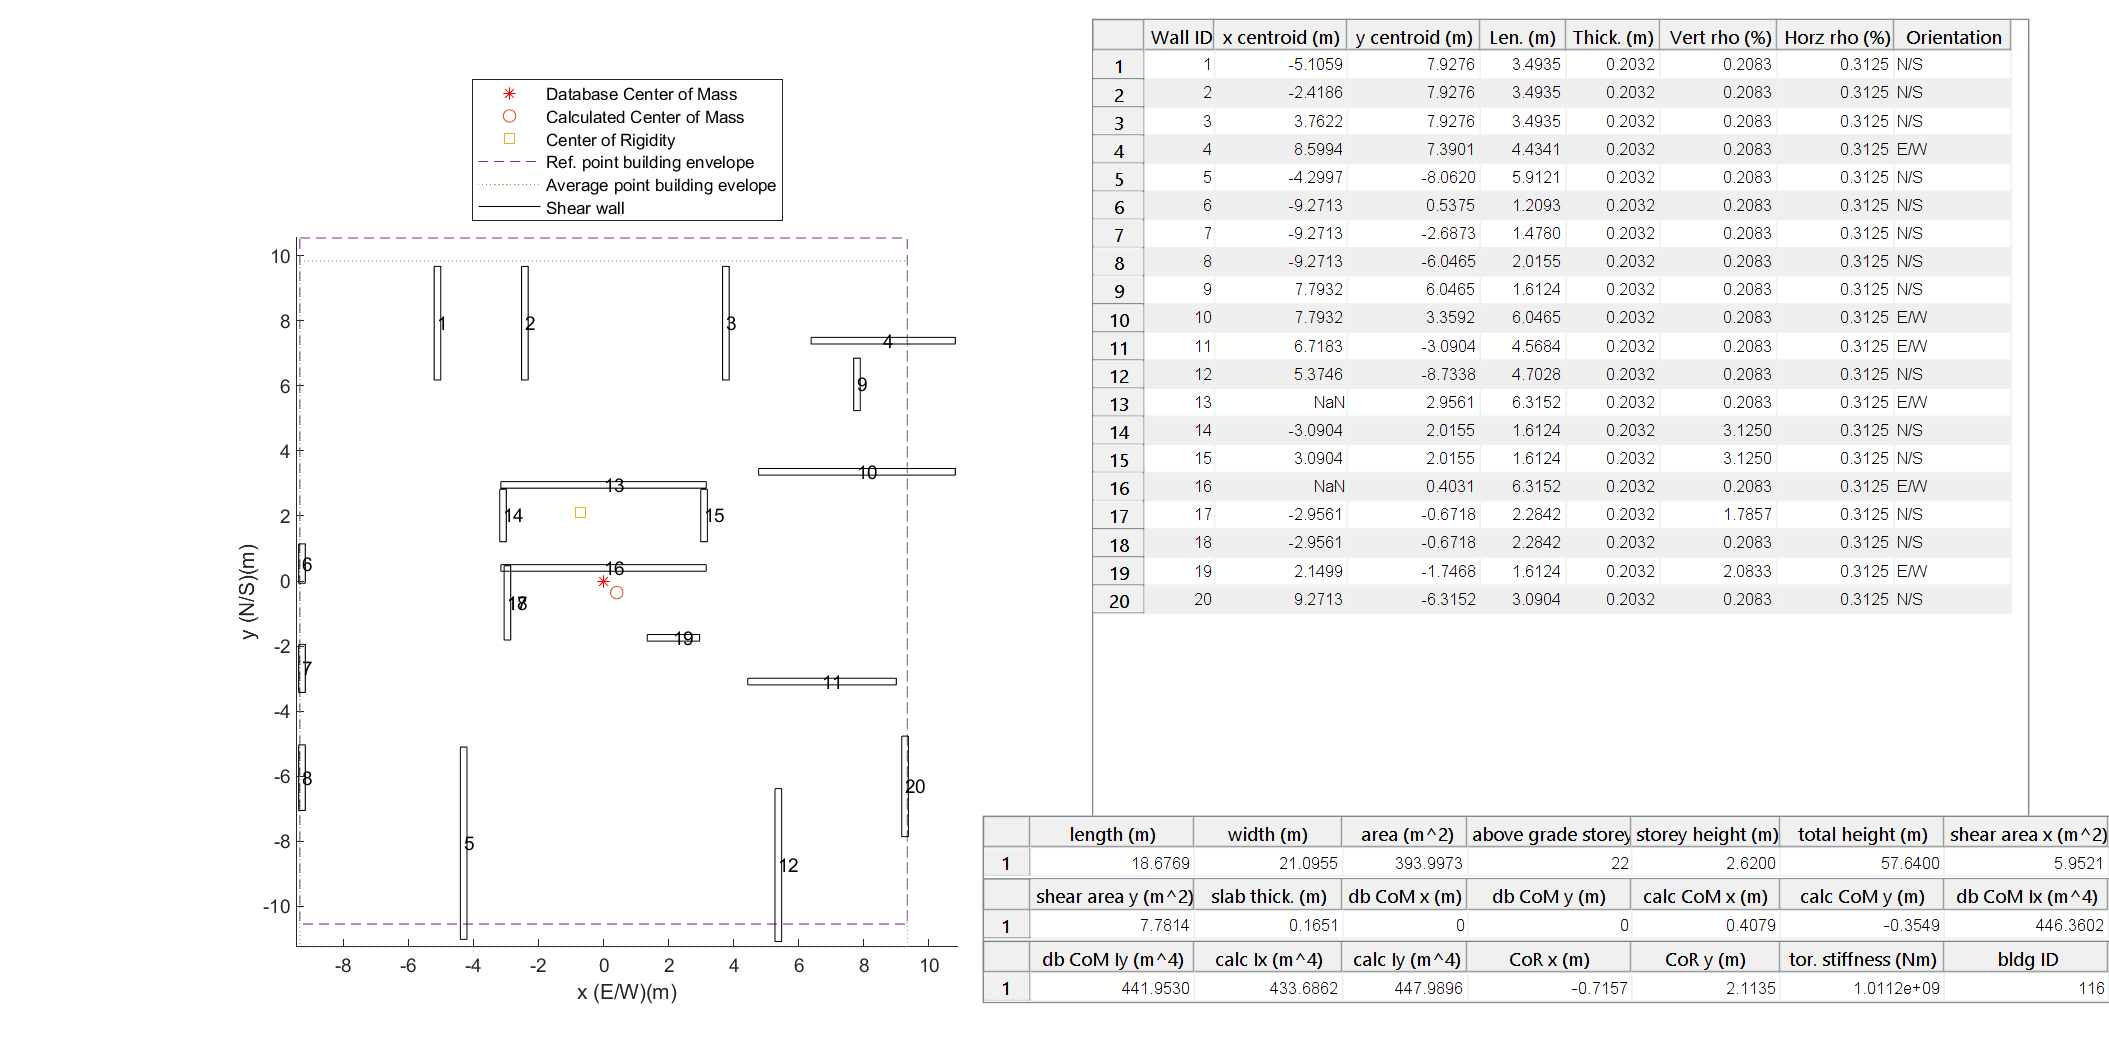 Database Center of Mass
Calculated Center of Mass
Center of Rigidity
Ref. point building envelope
Average point building evelope
Shear wall
10
8
6
4
2
0
-2
-4
-6
-8
-10
y (N/S)(m)
-8 -6 -4 -2 0 2 4 6 8 10
x (E/W)(m)
1 2 3
4
9
10
13
14 15
16
6
17 18
19
7
11
8
20
5
12
Wall ID x centroid (m) y centroid (m) Len. (m) Thick. (m) Vert rho (%) Horz rho (%) Orientation
1 1 -5.1059 7.9276 3.4935 0.2032 0.2083 0.3125 N/S
2 2 -2.4186 7.9276 3.4935 0.2032 0.2083 0.3125 N/S
3 3 3.7622 7.9276 3.4935 0.2032 0.2083 0.3125 N/S
4 4 8.5994 7.3901 4.4341 0.2032 0.2083 0.3125 E/W
5 5 -4.2997 -8.0620 5.9121 0.2032 0.2083 0.3125 N/S
6 6 -9.2713 0.5375 1.2093 0.2032 0.2083 0.3125 N/S
7 7 -9.2713 -2.6873 1.4780 0.2032 0.2083 0.3125 N/S
8 8 -9.2713 -6.0465 2.0155 0.2032 0.2083 0.3125 N/S
9 9 7.7932 6.0465 1.6124 0.2032 0.2083 0.3125 N/S
10 10 7.7932 3.3592 6.0465 0.2032 0.2083 0.3125 E/W
11 11 6.7183 -3.0904 4.5684 0.2032 0.2083 0.3125 E/W
12 12 5.3746 -8.7338 4.7028 0.2032 0.2083 0.3125 N/S
13 13 NaN 2.9561 6.3152 0.2032 0.2083 0.3125 E/W
14 14 -3.0904 2.0155 1.6124 0.2032 3.1250 0.3125 N/S
15 15 3.0904 2.0155 1.6124 0.2032 3.1250 0.3125 N/S
16 16 NaN 0.4031 6.3152 0.2032 0.2083 0.3125 E/W
17 17 -2.9561 -0.6718 2.2842 0.2032 1.7857 0.3125 N/S
18 18 -2.9561 -0.6718 2.2842 0.2032 0.2083 0.3125 N/S
19 19 2.1499 -1.7468 1.6124 0.2032 2.0833 0.3125 E/W
20 20 9.2713 -6.3152 3.0904 0.2032 0.2083 0.3125 N/S
length (m) width (m) area (m^2) above grade storey storey height (m) total height (m) shear area x (m^2)
1 18.6769 21.0955 393.9973 22 2.6200 57.6400 5.9521
shear area y (m^2) slab thick. (m) db CoM x (m) db CoM y (m) calc CoM x (m) calc CoM y (m) db CoM Ix (m^4)
1 7.7814 0.1651 0 0 0.4079 -0.3549 446.3602
db CoM Iy (m^4) calc Ix (m^4) calc Iy (m^4) CoR x (m) CoR y (m) tor. stiffness (Nm) bldg ID
1 441.9530 433.6862 447.9896 -0.7157 2.1135 1.0112e+09 116